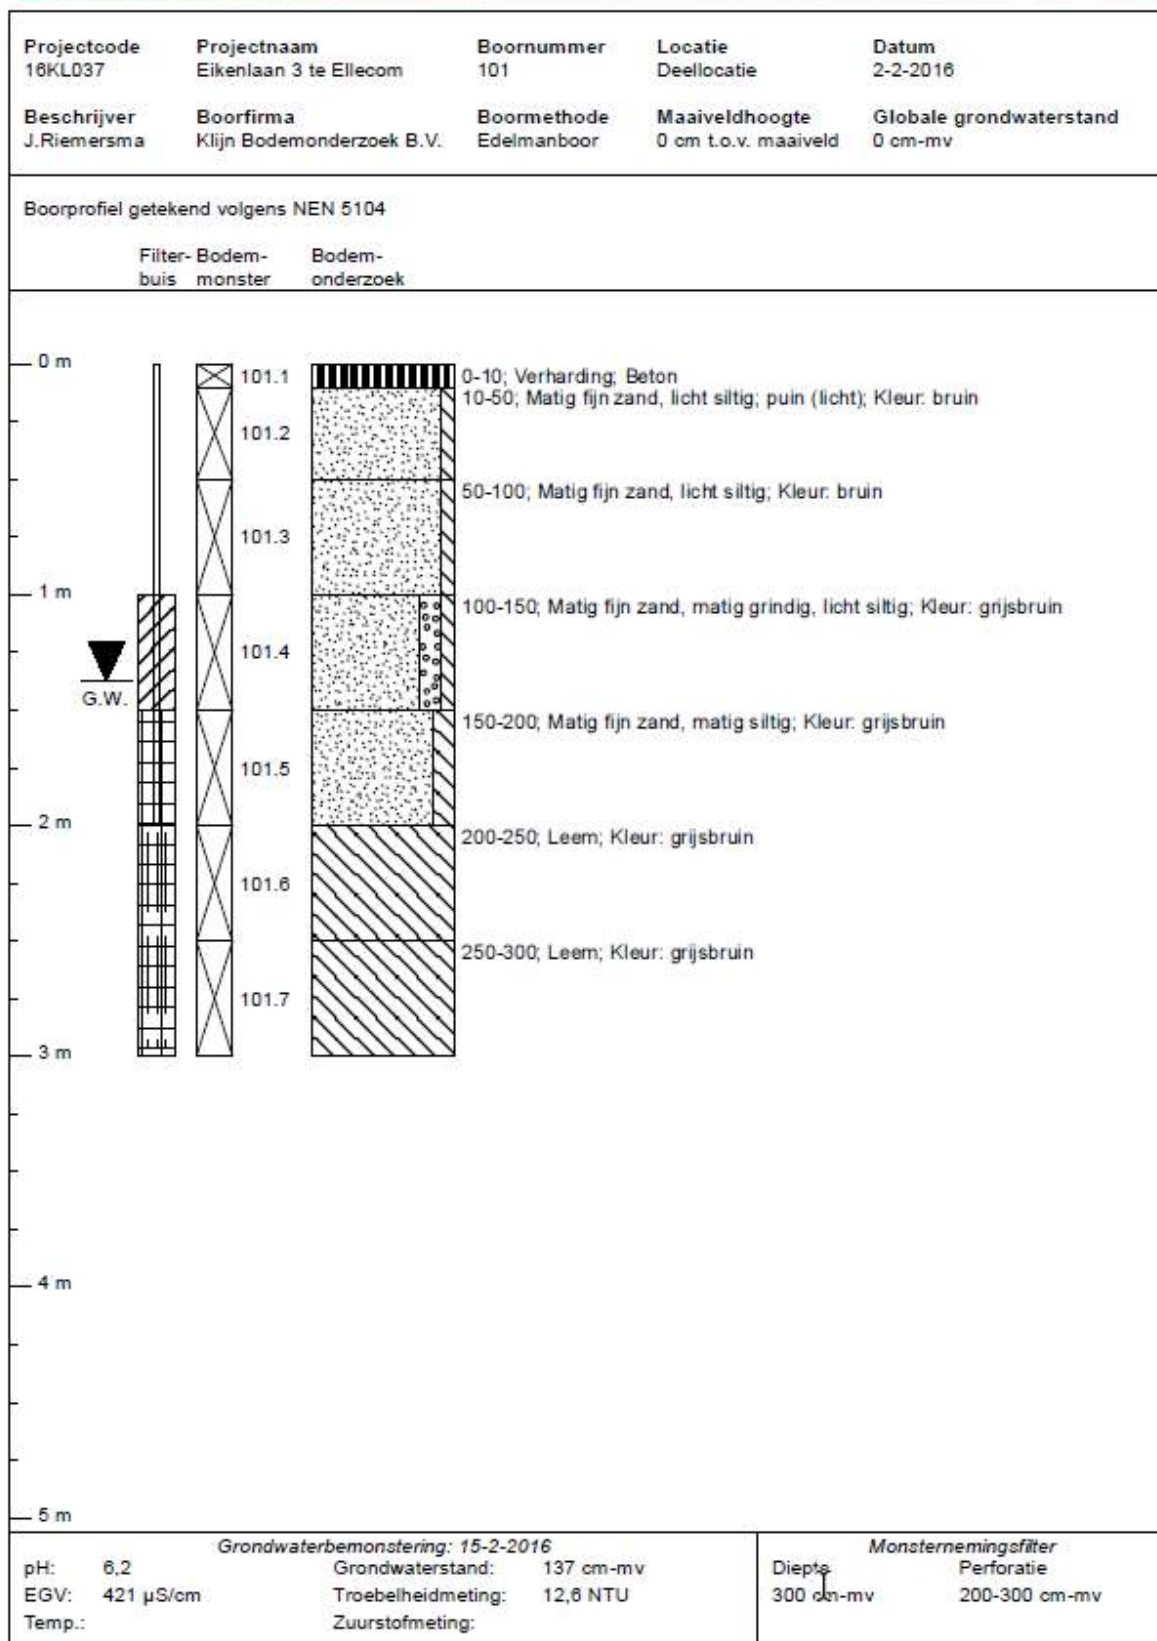 Projectcode Projectnaam Boornummer Locatie Datum
16KL037 Eikenlaan 3 te Ellecom 101 Deellocatie 2-2-2016
Beschrijver Boorfirma Boormethode Maaiveldhoogte Globale grondwaterstand
J.Riemersma Klijn Bodemonderzoek B.V. Edelmanboor 0 cm t.o.v. maaiveld 0 cm-mv
Boorprofiel getekend volgens NEN 5104
Filter- Bodem- Bodem-
buis monster onderzoek
0 m
101.1 0-10; Verharding; Beton
10-50; Matig fijn zand, licht siltig; puin (licht); Kleur: bruin
101.2
50-100; Matig fijn zand, licht siltig; Kleur: bruin
101.3
1 m
100-150; Matig fijn zand, matig grindig, licht siltig; Kleur: grijsbruin
101.4
G.W.
150-200; Matig fijn zand, matig siltig; Kleur: grijsbruin
101.5
2 m
200-250; Leem; Kleur: grijsbruin
101.6
250-300; Leem; Kleur: grijsbruin
101.7
3 m
4 m
5 m
Grondwaterbemonstering: 15-2-2016 Monsternemingsfilter
pH: 6,2 Grondwaterstand: 137 cm-mv Diepte Perforatie
EGV: 421 µS/cm Troebelheidmeting: 12,6 NTU 300 cm-mv 200-300 cm-mv
Temp.: Zuurstofmeting: